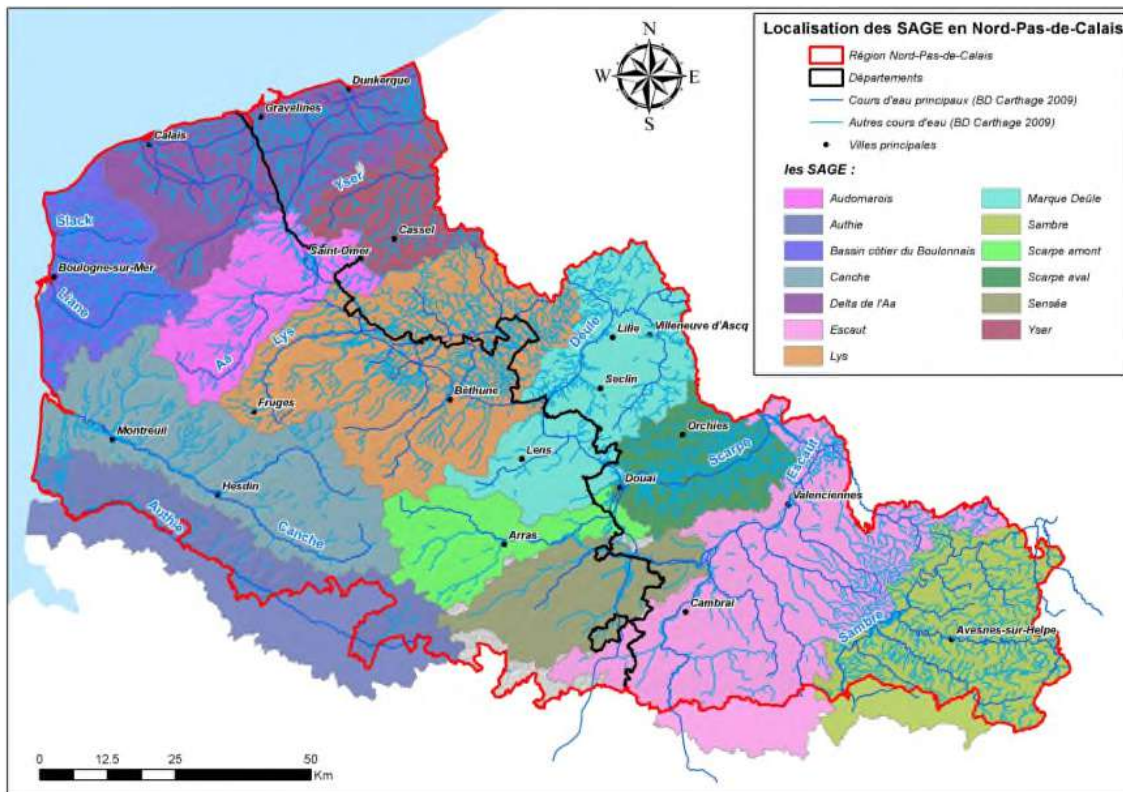 Localisation des SAGE en Nord-Pas-de-Calais
Région Nord-Pas-de-Calais
Départements
Cours d'eau principaux (BD Carthage 2009)
Autres cours d'eau (BD Carthage 2009)
Villes principales
les SAGE :
Audomarois
Authie
Bassin côtier du Boulonnais
Canche
Delta de l'Aa
Escaut
Lys
Marque Deûle
Sambre
Scarpe amont
Scarpe aval
Sensée
Yser
N
W
E
S
Dunkerque
Gravelines
Calais
Yser
Slack
Cassel
Saint-Omer
Boulogne-sur-Mer
Liane
Deûle
Lille
Villeneuve d'Ascq
Lys
Aa
Seclin
Béthune
Fruges
Montreuil
Orchies
Lens
Scarpe
Escaut
Douai
Hesdin
Valenciennes
Authie
Canche
Arras
Cambrai
Sambre
Avesnes-sur-Helpe
0
12.5
25
50
Km